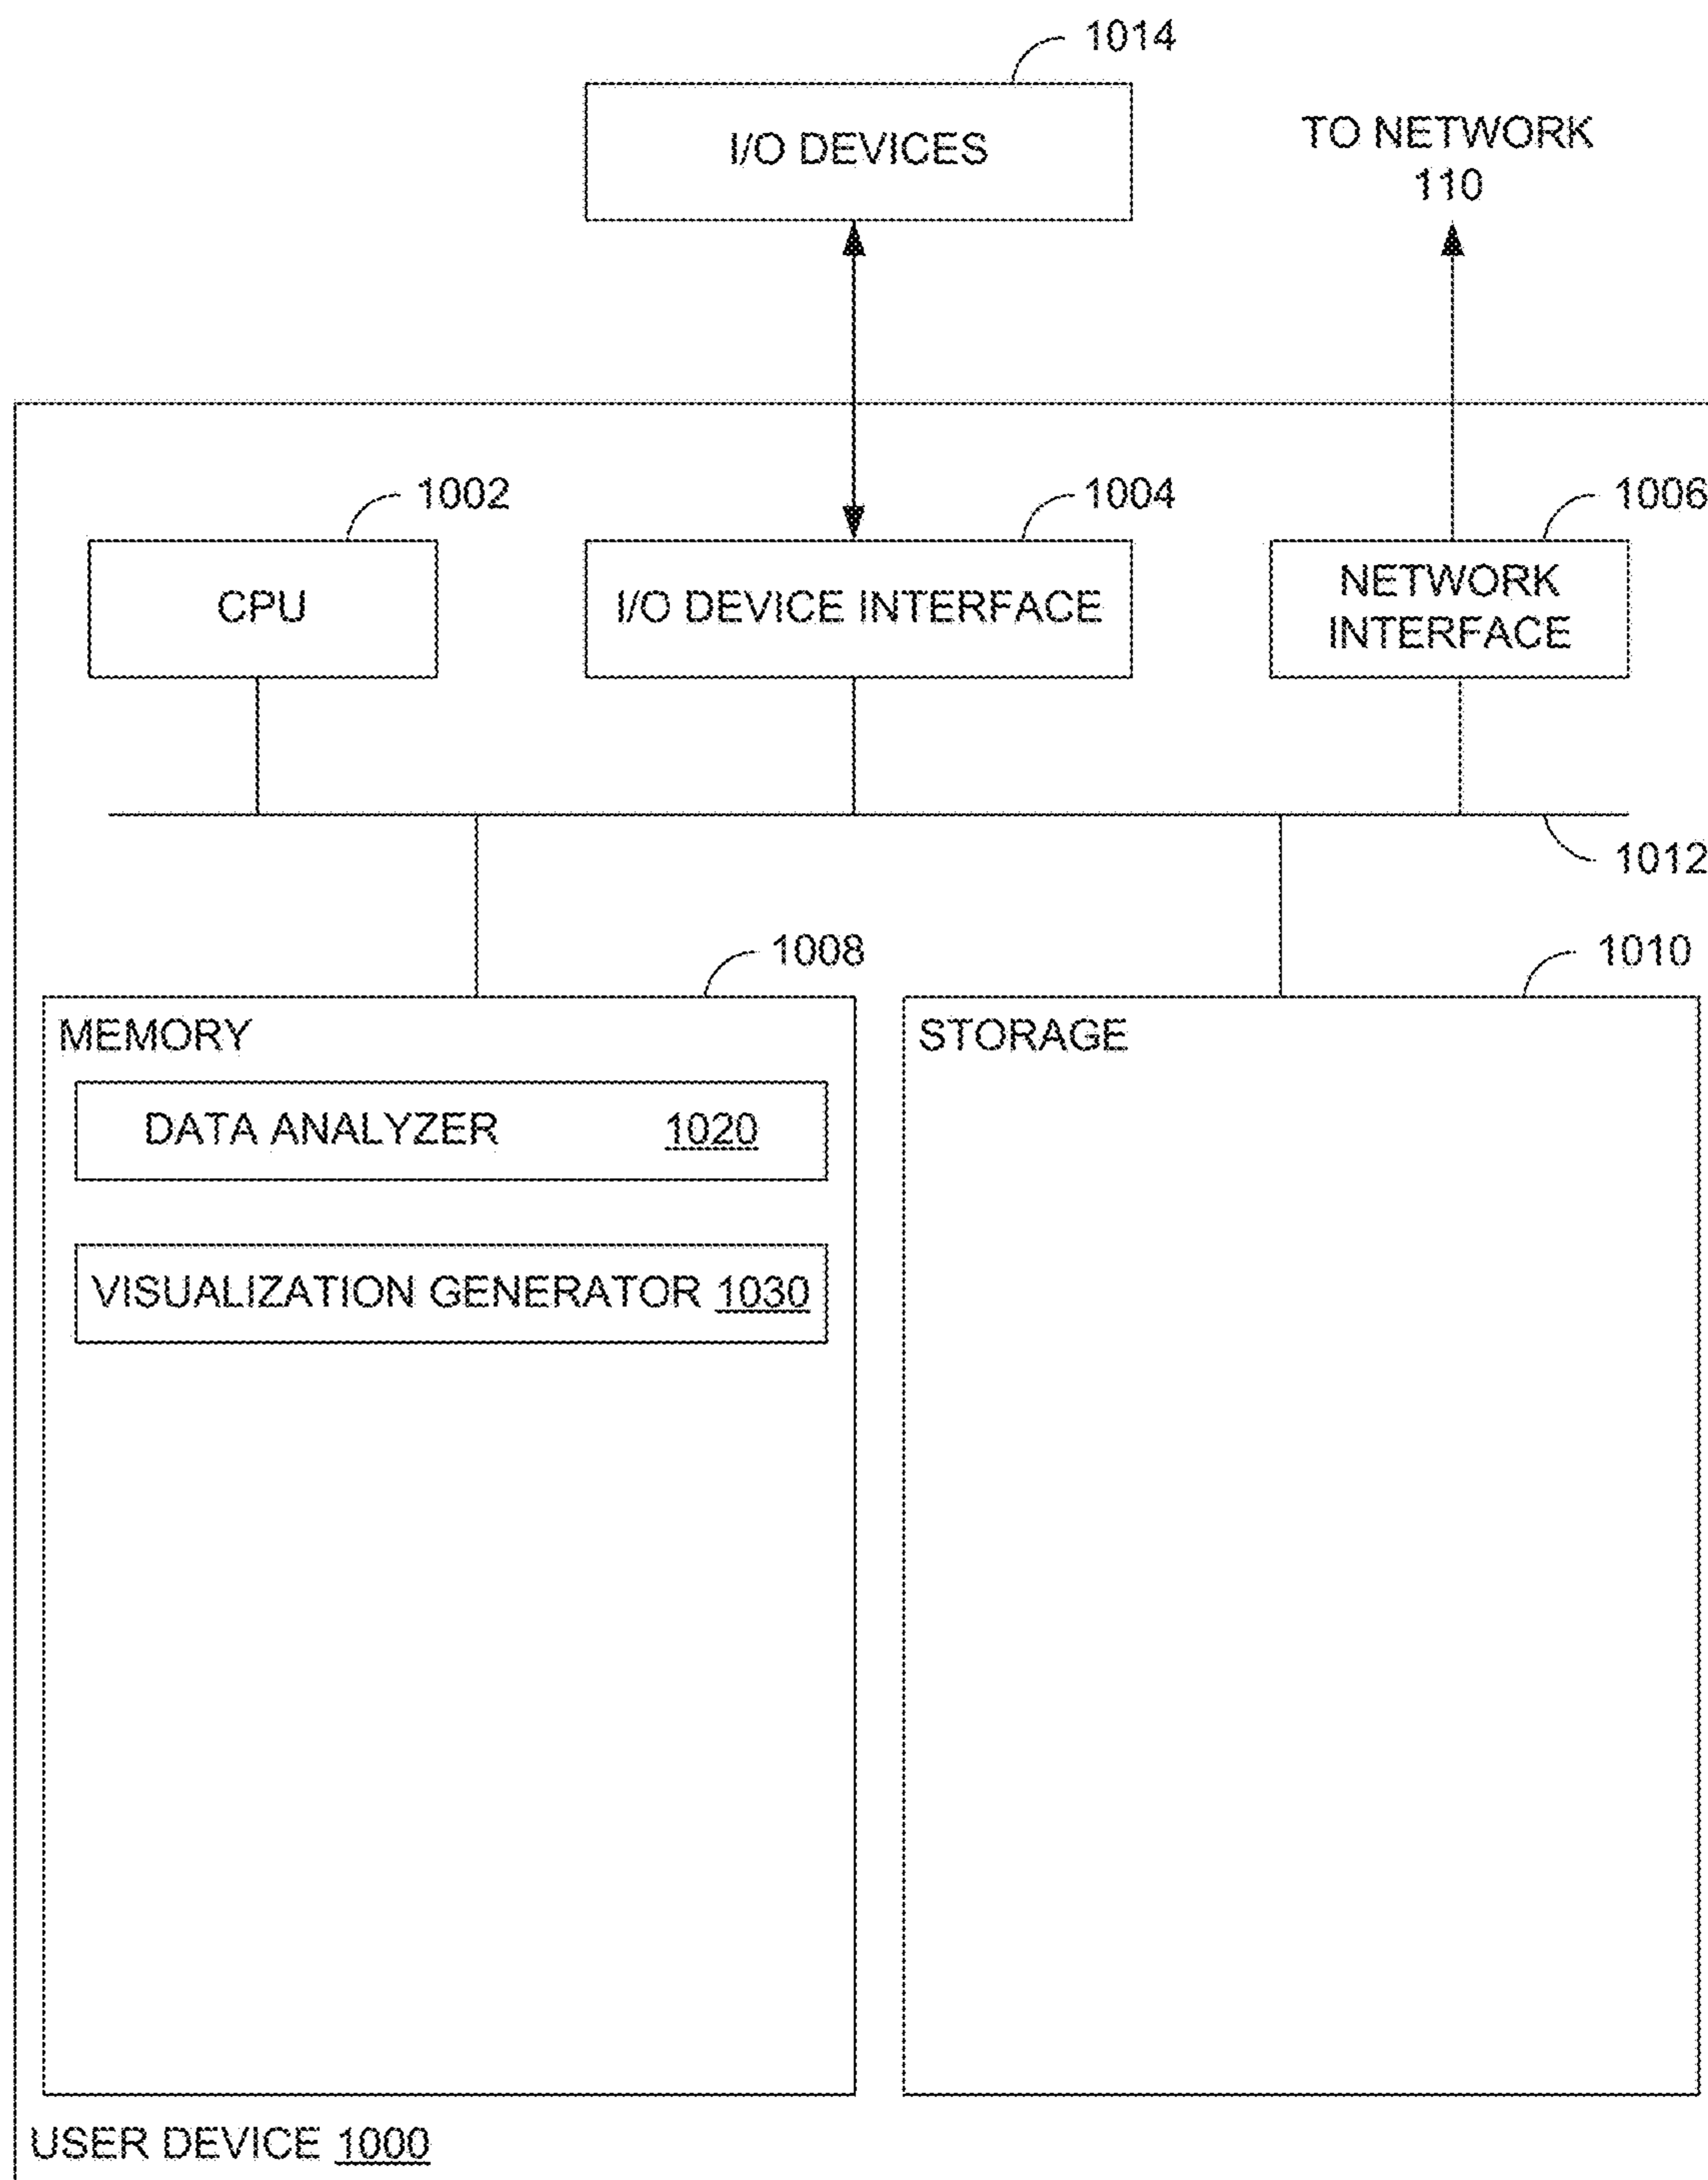 1014
I/O DEVICES
TO NETWORK
110
1002
1004
1006
CPU
I/O DEVICE INTERFACE
NETWORK
INTERFACE
1012
1008
1010
MEMORY
STORAGE
DATA ANALYZER 1020
VISUALIZATION GENERATOR 1030
USER DEVICE 1000